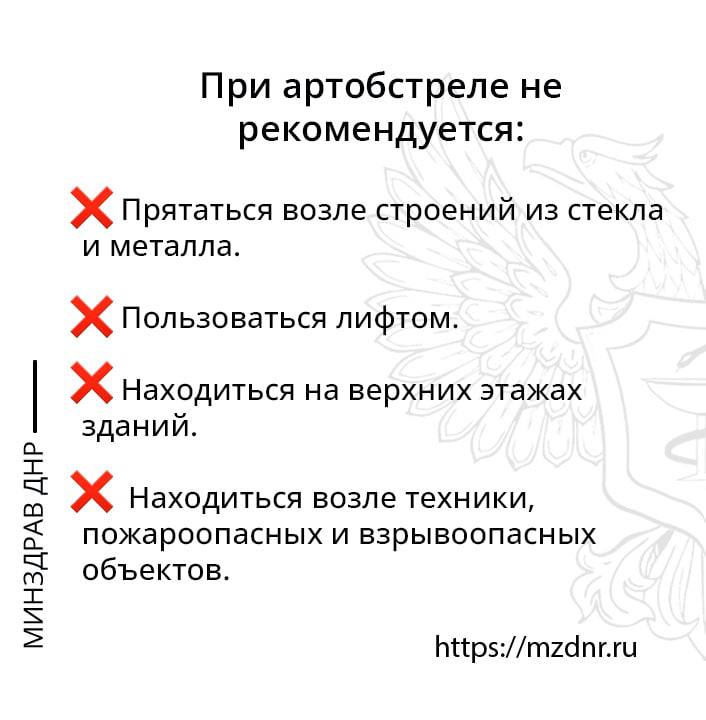 При артобстреле не
рекомендуется:
❌ Прятаться возле строений из стекла
и металла.
❌ Пользоваться лифтом.
❌ Находиться на верхних этажах
зданий.
❌ Находиться возле техники,
пожароопасных и взрывоопасных
объектов.
МИНЗДРАВ ДНР
https://mzdnr.ru